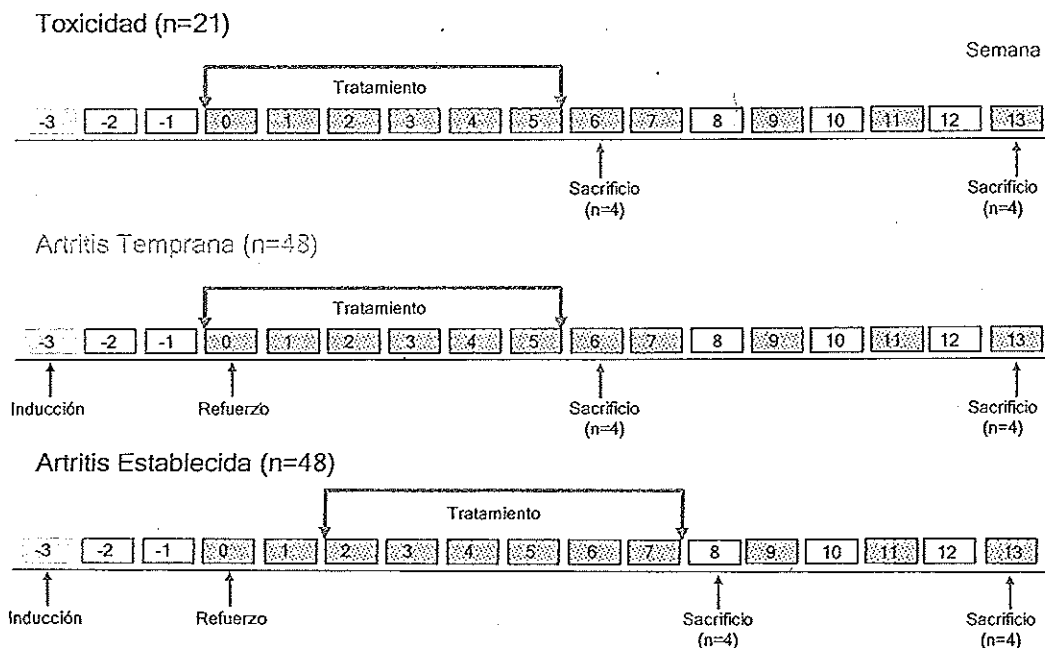 Toxicidad (n=21)
Semana
Tratamiento
-3 -2 -1 0 1 2 3 4 5 6 7 8 9 10 11 12 13
Sacrificio Sacrificio
(n=4) (n=4)
Artritis Temprana (n=48)
Tratamiento
-3 -2 -1 0 1 2 3 4 5 6 7 8 9 10 11 12 13
Inducción Refuerzo Sacrificio Sacrificio
(n=4) (n=4)
Artritis Establecida (n=48)
Tratamiento
-3 -2 -1 0 1 2 3 4 5 6 7 8 9 10 11 12 13
Inducción Refuerzo Sacrificio Sacrificio
(n=4) (n=4)